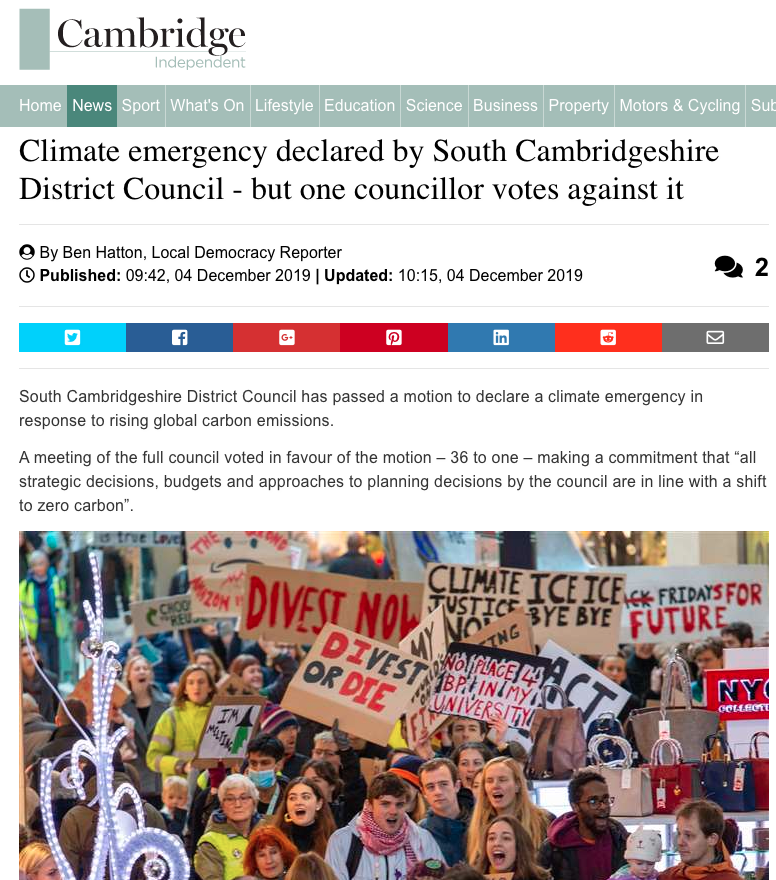 Cambridge
Independent
Home News Sport What's On Lifestyle Education Science Business Property Motors & Cycling Sub
Climate emergency declared by South Cambridgeshire
District Council - but one councillor votes against it
By Ben Hatton, Local Democracy Reporter
Published: 09:42, 04 December 2019 | Updated: 10:15, 04 December 2019
2
South Cambridgeshire District Council has passed a motion to declare a climate emergency in
response to rising global carbon emissions.
A meeting of the full council voted in favour of the motion – 36 to one – making a commitment that “all
strategic decisions, budgets and approaches to planning decisions by the council are in line with a shift
to zero carbon”.
is true Love
THE
DIVEST NOW
CLIMATE
JUSTICE
NOW
ICE ICE
BYE BYE
FRIDAYS FOR
FUTURE
DIVEST
OR DIE
MY
NO PLACE 4
BP IN MY
UNIVERSITY
ACT
I'M
MELTING
NYC